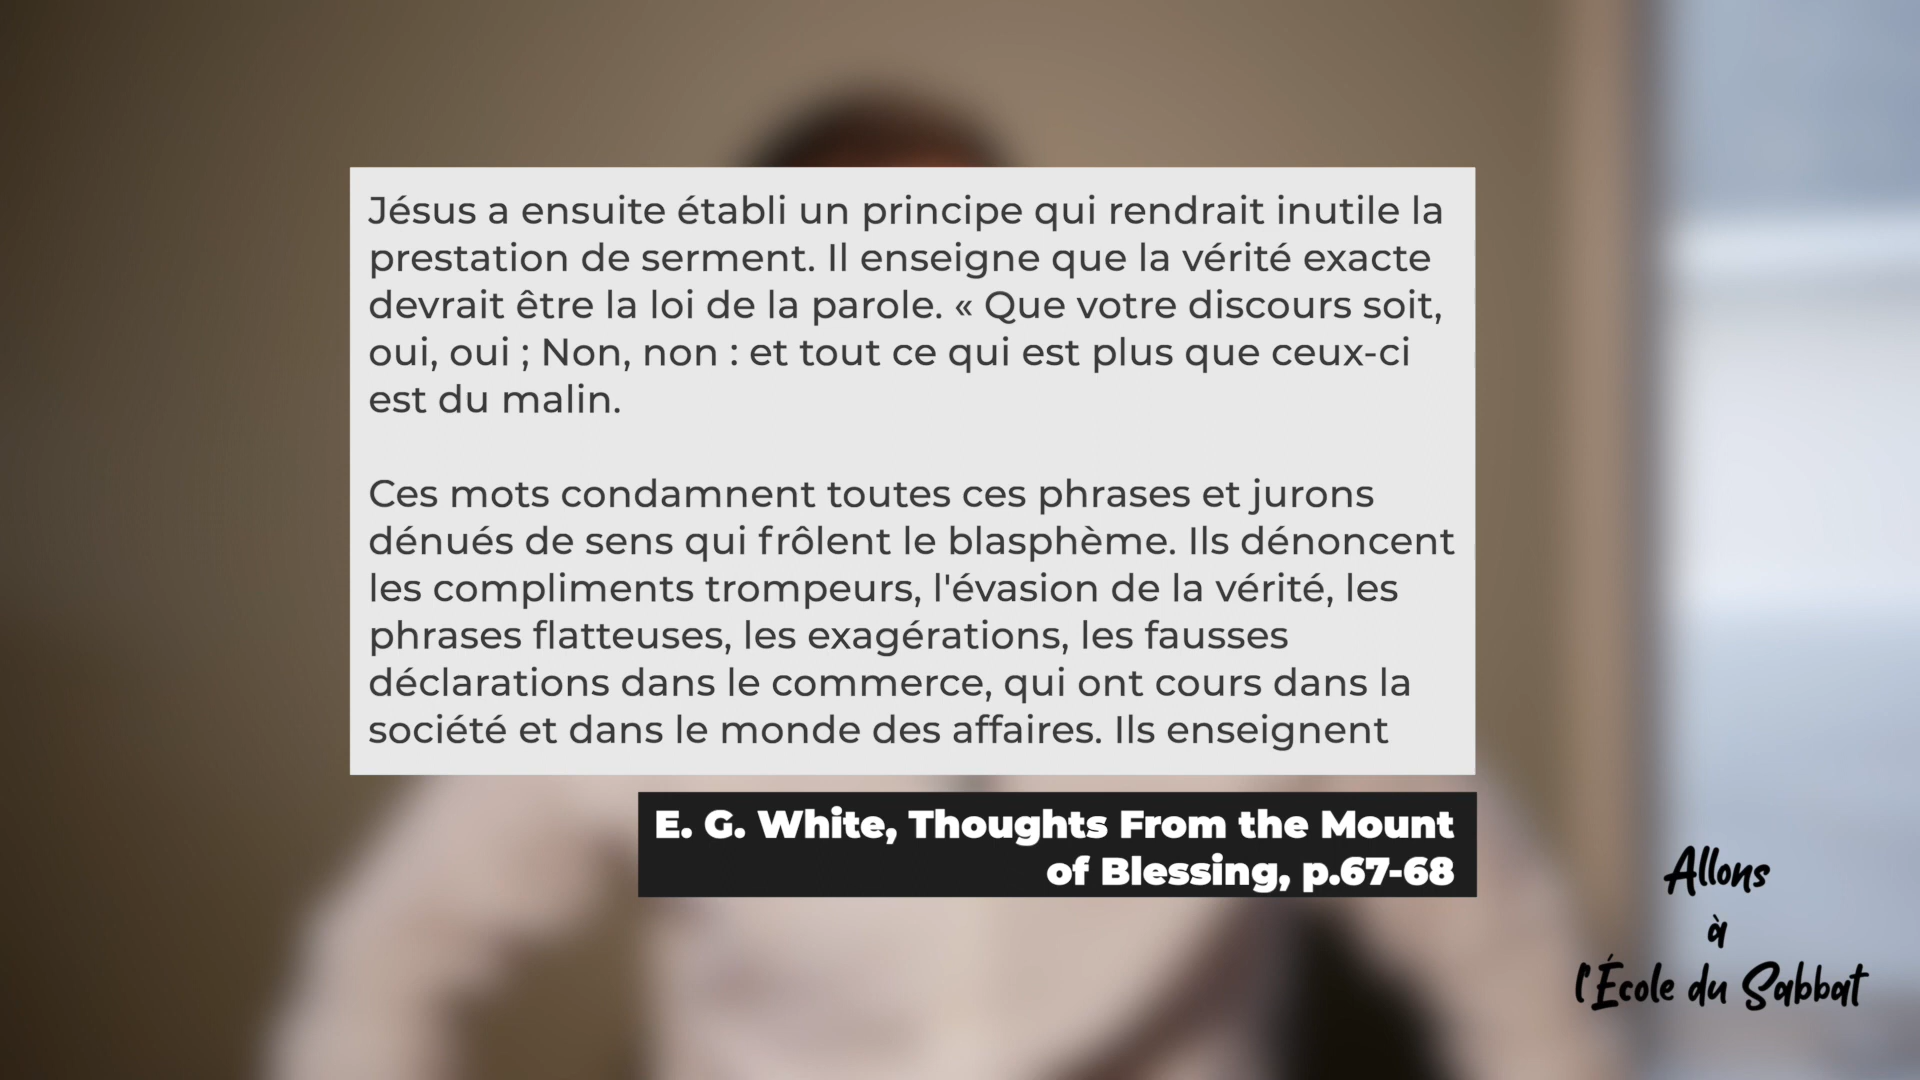 Jésus a ensuite établi un principe qui rendrait inutile la
prestation de serment. Il enseigne que la vérité exacte
devrait être la loi de la parole. « Que votre discours soit,
oui, oui ; Non, non : et tout ce qui est plus que ceux-ci
est du malin.
Ces mots condamnent toutes ces phrases et jurons
dénués de sens qui frôlent le blasphème. Ils dénoncent
les compliments trompeurs, l'évasion de la vérité, les
phrases flatteuses, les exagérations, les fausses
déclarations dans le commerce, qui ont cours dans la
société et dans le monde des affaires. Ils enseignent
E. G. White, Thoughts From the Mount
of Blessing, p.67-68
Allons
à
l'École du Sabbat